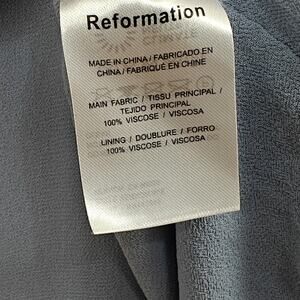 Reformation
MADE IN CHINA / FABRICADO EN
CHINA / FABRIQUÉ EN CHINE
MAIN FABRIC / TISSU PRINCIPAL /
TEJIDO PRINCIPAL
100% VISCOSE / VISCOSA
LINING / DOUBLURE / FORRO
100% VISCOSE / VISCOSA